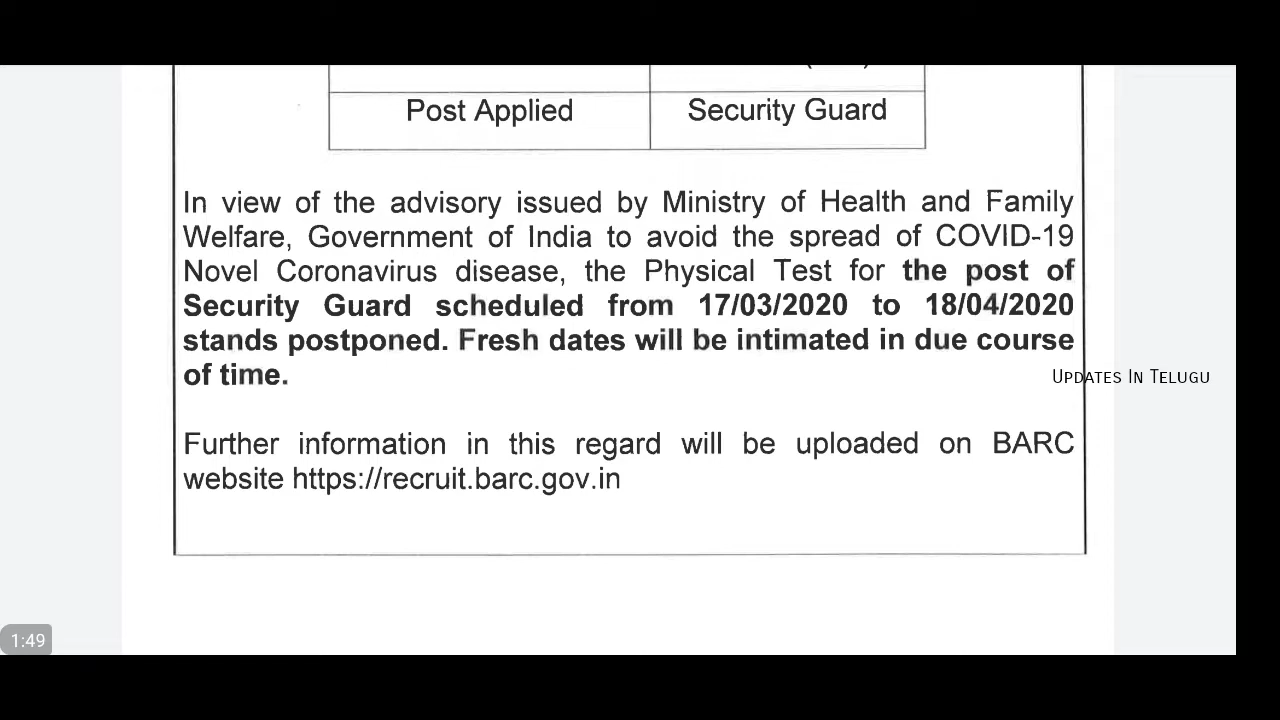 Post Applied Security Guard
In view of the advisory issued by Ministry of Health and Family
Welfare, Government of India to avoid the spread of COVID-19
Novel Coronavirus disease, the Physical Test for the post of
Security Guard scheduled from 17/03/2020 to 18/04/2020
stands postponed. Fresh dates will be intimated in due course
of time.
UPDATES IN TELUGU
Further information in this regard will be uploaded on BARC
website https://recruit.barc.gov.in
1:49